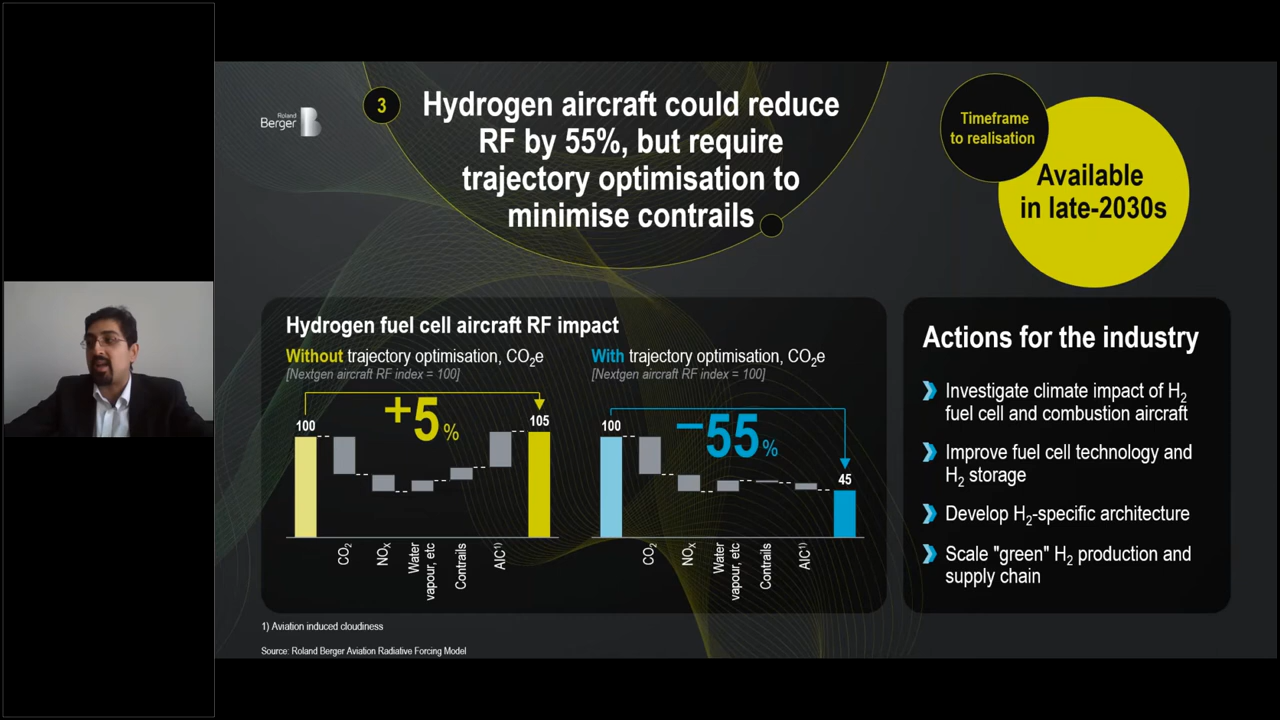 Roland
Berger
3
Hydrogen aircraft could reduce
RF by 55%, but require
trajectory optimisation to
minimise contrails
Timeframe
to realisation
Available
in late-2030s
Hydrogen fuel cell aircraft RF impact
Without trajectory optimisation, CO₂e
[Nextgen aircraft RF index = 100]
+5 %
100
105
CO₂
NOₓ
Water
vapour, etc
Contrails
AIC¹⁾
With trajectory optimisation, CO₂e
[Nextgen aircraft RF index = 100]
−55 %
100
45
CO₂
NOₓ
Water
vapour, etc
Contrails
AIC¹⁾
Actions for the industry
Investigate climate impact of H₂
fuel cell and combustion aircraft
Improve fuel cell technology and
H₂ storage
Develop H₂-specific architecture
Scale "green" H₂ production and
supply chain
1) Aviation induced cloudiness
Source: Roland Berger Aviation Radiative Forcing Model